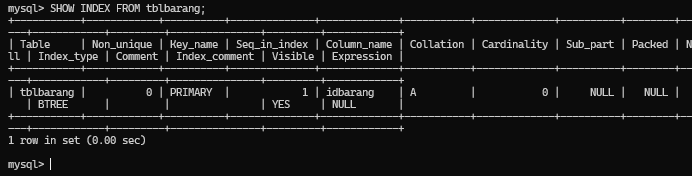 mysql> SHOW INDEX FROM tblbarang;
+-----------+------------+----------+--------------+-------------+-----------+-------------+----------+--------+--
----+------------+---------+---------------+---------+------------+
| Table     | Non_unique | Key_name | Seq_in_index | Column_name | Collation | Cardinality | Sub_part | Packed | N
ll | Index_type | Comment | Index_comment | Visible | Expression |
+-----------+------------+----------+--------------+-------------+-----------+-------------+----------+--------+--
----+------------+---------+---------------+---------+------------+
| tblbarang |          0 | PRIMARY  |            1 | idbarang    | A         |           0 |     NULL |   NULL |
   | BTREE      |         |               | YES     | NULL       |
+-----------+------------+----------+--------------+-------------+-----------+-------------+----------+--------+--
----+------------+---------+---------------+---------+------------+
1 row in set (0.00 sec)
mysql>